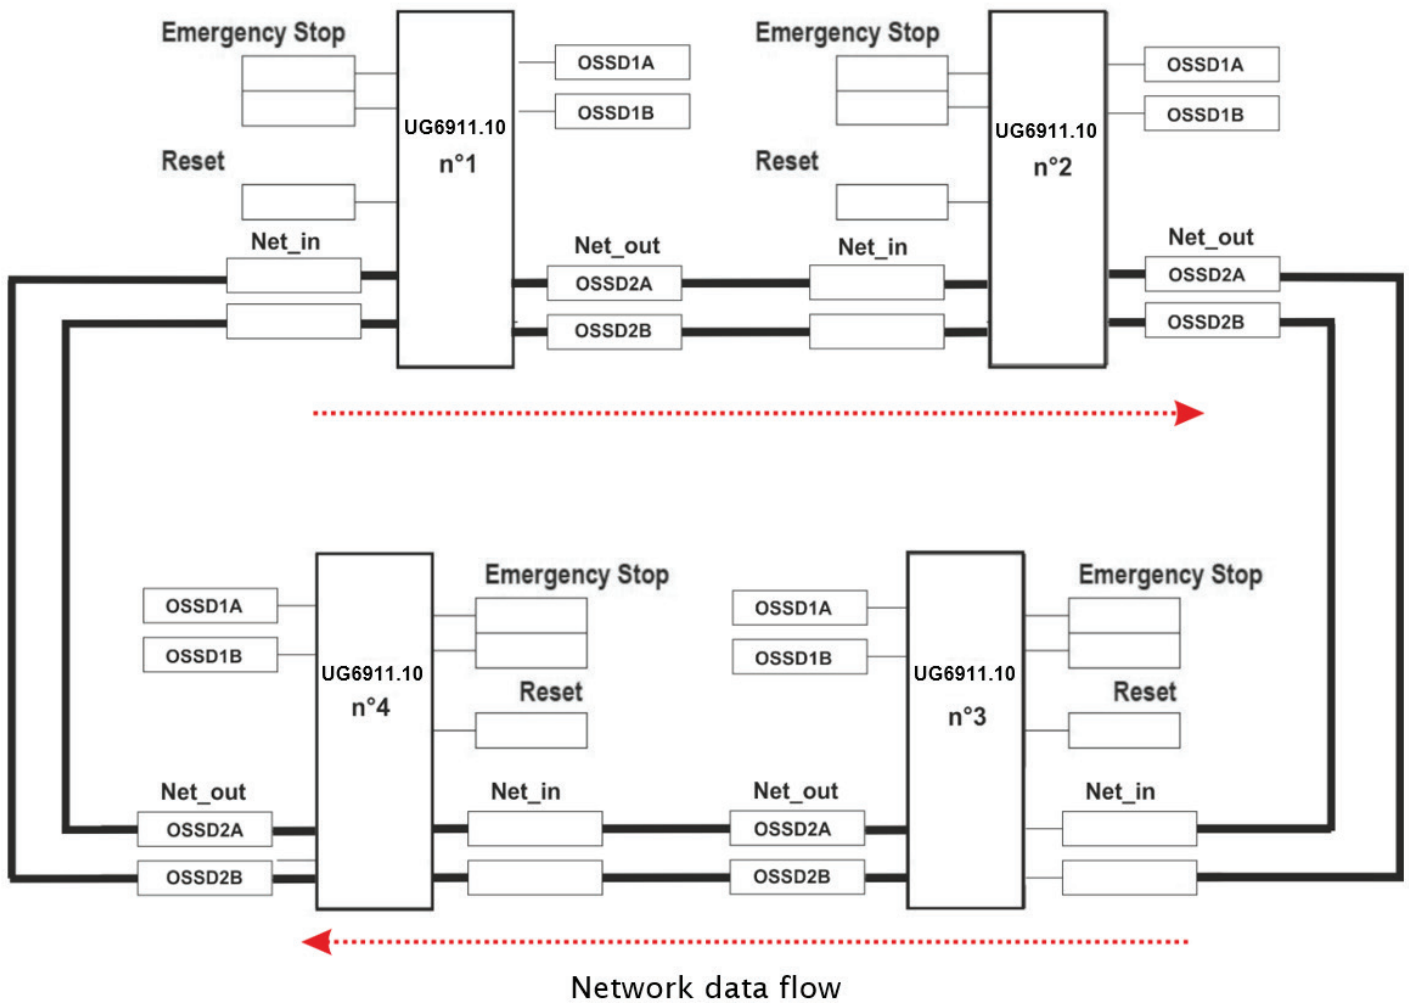 Emergency Stop
UG6911.10
n°1
OSSD1A
OSSD1B
Reset
Net_in
Net_out
OSSD2A
OSSD2B
Emergency Stop
UG6911.10
n°2
OSSD1A
OSSD1B
Reset
Net_in
Net_out
OSSD2A
OSSD2B
OSSD1A
OSSD1B
UG6911.10
n°4
Emergency Stop
Reset
Net_out
OSSD2A
OSSD2B
Net_in
OSSD1A
OSSD1B
UG6911.10
n°3
Emergency Stop
Reset
Net_out
OSSD2A
OSSD2B
Net_in
Network data flow